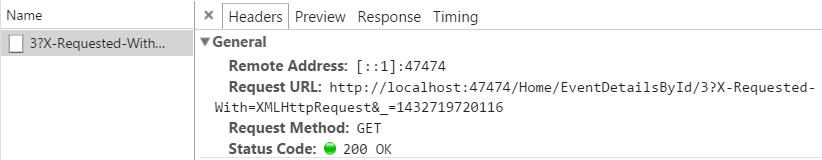 Name
× Headers Preview Response Timing
3?X-Requested-With...
▼General
Remote Address: [::1]:47474
Request URL: http://localhost:47474/Home/EventDetailsById/3?X-Requested-
With=XMLHttpRequest&_=1432719720116
Request Method: GET
Status Code: 200 OK